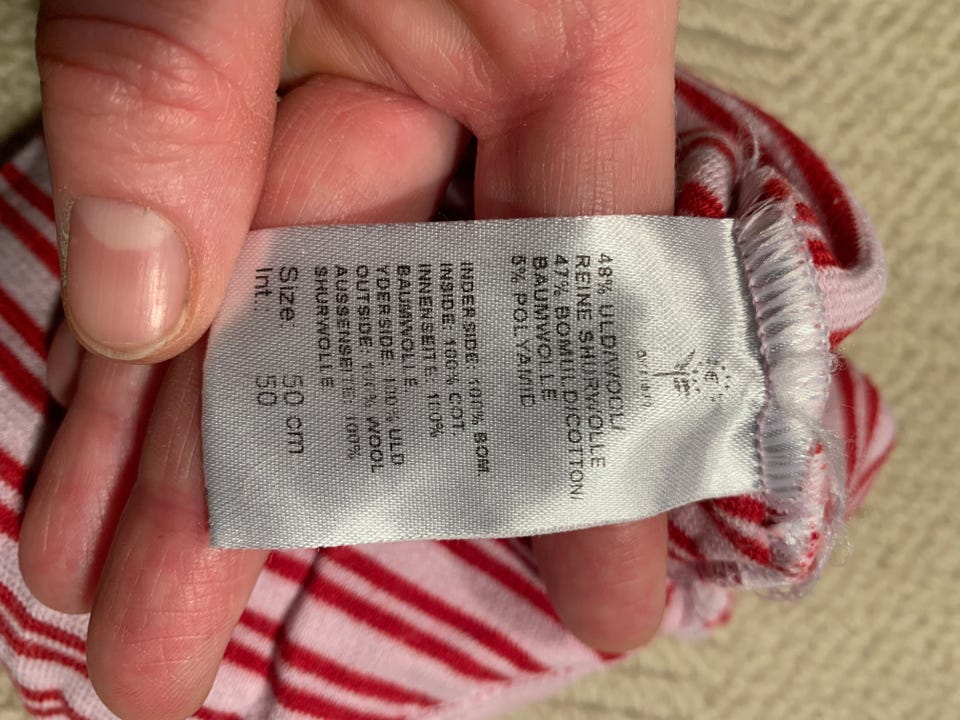 48% ULD/WOOL/
REINE SHURWOLLE
47% BOMULD/COTTON
BAUMWOLLE
5% POLYAMID
INDERSIDE: 100% BOM
INSIDE: 100% COT.
INNENSEITE: 100%
BAUMWOLLE.
YDERSIDE: 100% ULD
OUTSIDE: 100% WOOL
AUSSENSEITE: 100%
SHURWOLLE
Size: 50 cm
Int: 50